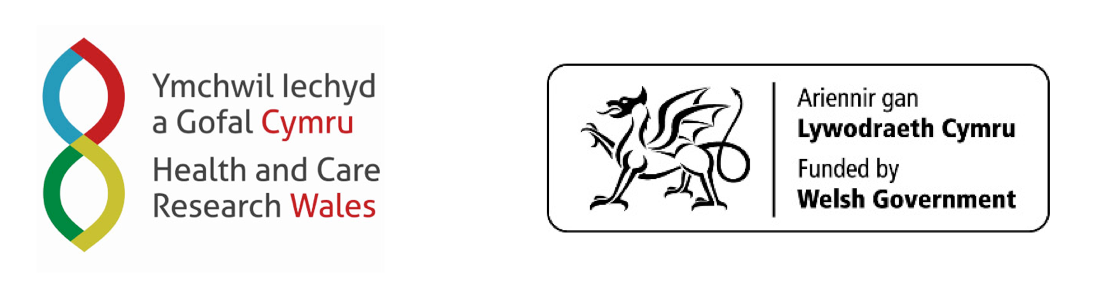 Ymchwil Iechyd
a Gofal Cymru
Health and Care
Research Wales
Ariennir gan
Lywodraeth Cymru
Funded by
Welsh Government